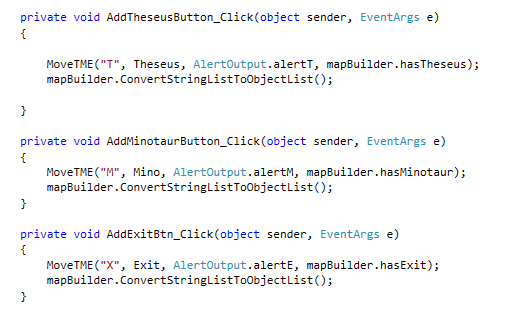 private void AddTheseusButton_Click(object sender, EventArgs e)
{
MoveTME("T", Theseus, AlertOutput.alertT, mapBuilder.hasTheseus);
mapBuilder.ConvertStringListToObjectList();
}
private void AddMinotaurButton_Click(object sender, EventArgs e)
{
MoveTME("M", Mino, AlertOutput.alertM, mapBuilder.hasMinotaur);
mapBuilder.ConvertStringListToObjectList();
}
private void AddExitBtn_Click(object sender, EventArgs e)
{
MoveTME("X", Exit, AlertOutput.alertE, mapBuilder.hasExit);
mapBuilder.ConvertStringListToObjectList();
}